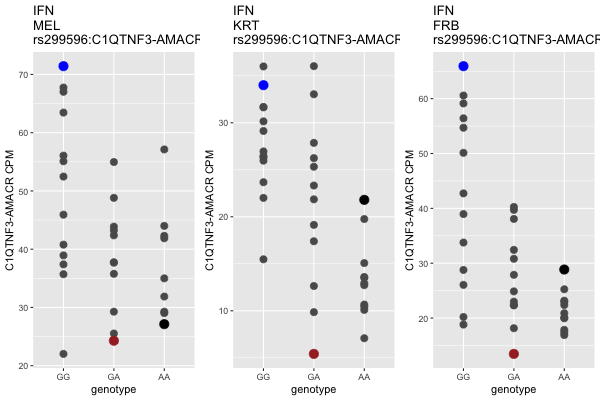 IFN
MEL
rs299596:C1QTNF3-AMACR
C1QTNF3-AMACR CPM
70
60
50
40
30
20
GG
GA
AA
genotype
IFN
KRT
rs299596:C1QTNF3-AMACR
C1QTNF3-AMACR CPM
30
20
10
GG
GA
AA
genotype
IFN
FRB
rs299596:C1QTNF3-AMACR
C1QTNF3-AMACR CPM
60
50
40
30
20
GG
GA
AA
genotype